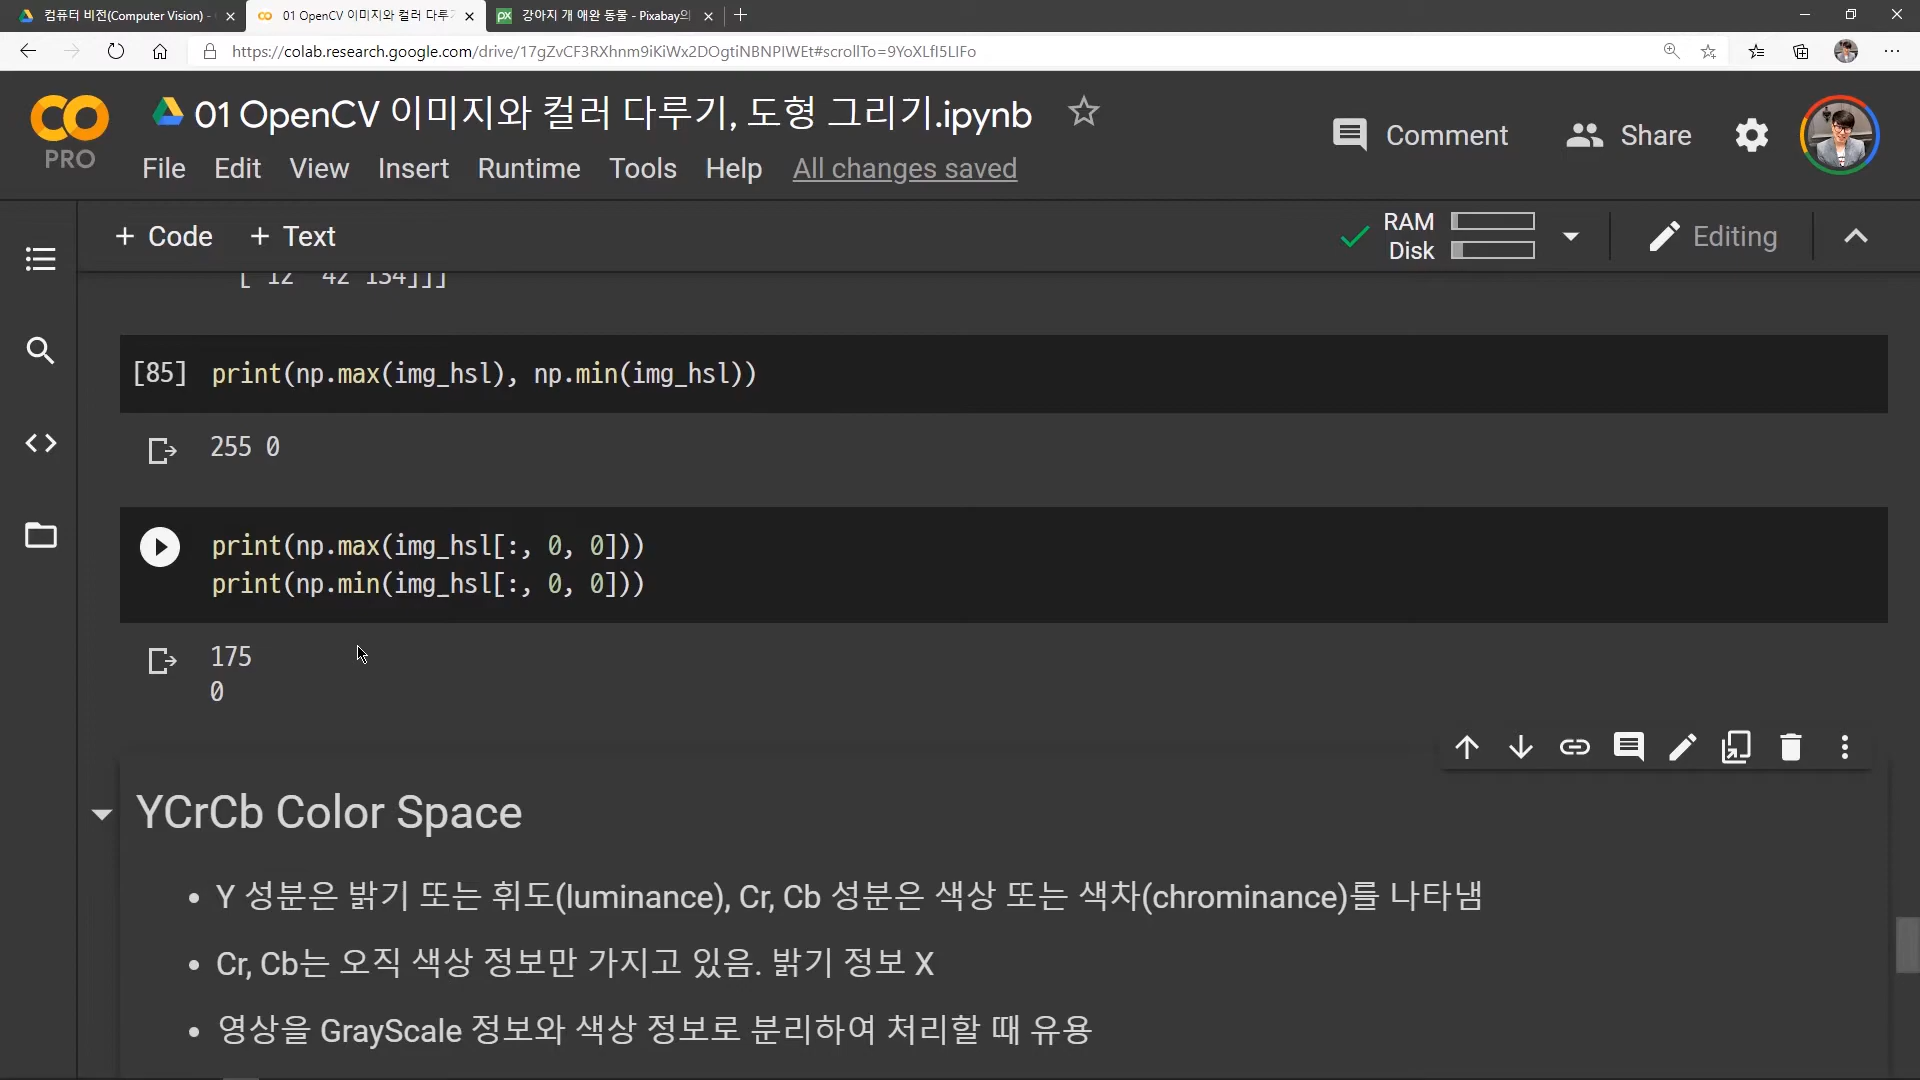 컴퓨터 비전(Computer Vision) -
01 OpenCV 이미지와 컬러 다루기
강아지 개 애완 동물 - Pixabay의
https://colab.research.google.com/drive/17gZvCF3RXhnm9iKiWx2DOgtiNBNPIWEt#scrollTo=9YoXLfI5LIFo
CO
PRO
01 OpenCV 이미지와 컬러 다루기, 도형 그리기.ipynb
Comment
Share
File Edit View Insert Runtime Tools Help All changes saved
+ Code + Text
RAM
Disk
Editing
[ 12 42 134]]]
[85] print(np.max(img_hsl), np.min(img_hsl))
255 0
print(np.max(img_hsl[:, 0, 0]))
print(np.min(img_hsl[:, 0, 0]))
175
0
YCrCb Color Space
• Y 성분은 밝기 또는 휘도(luminance), Cr, Cb 성분은 색상 또는 색차(chrominance)를 나타냄
• Cr, Cb는 오직 색상 정보만 가지고 있음. 밝기 정보 X
• 영상을 GrayScale 정보와 색상 정보로 분리하여 처리할 때 유용